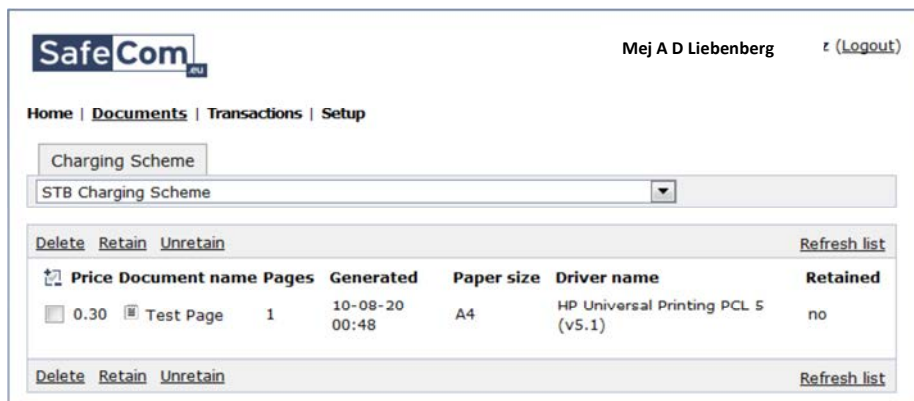 SafeCom
.eu
Mej A D Liebenberg (Logout)
Home | Documents | Transactions | Setup
Charging Scheme
STB Charging Scheme
Delete Retain Unretain Refresh list
Price Document name Pages Generated Paper size Driver name Retained
0.30 Test Page 1 10-08-20 00:48 A4 HP Universal Printing PCL 5 (v5.1) no
Delete Retain Unretain Refresh list